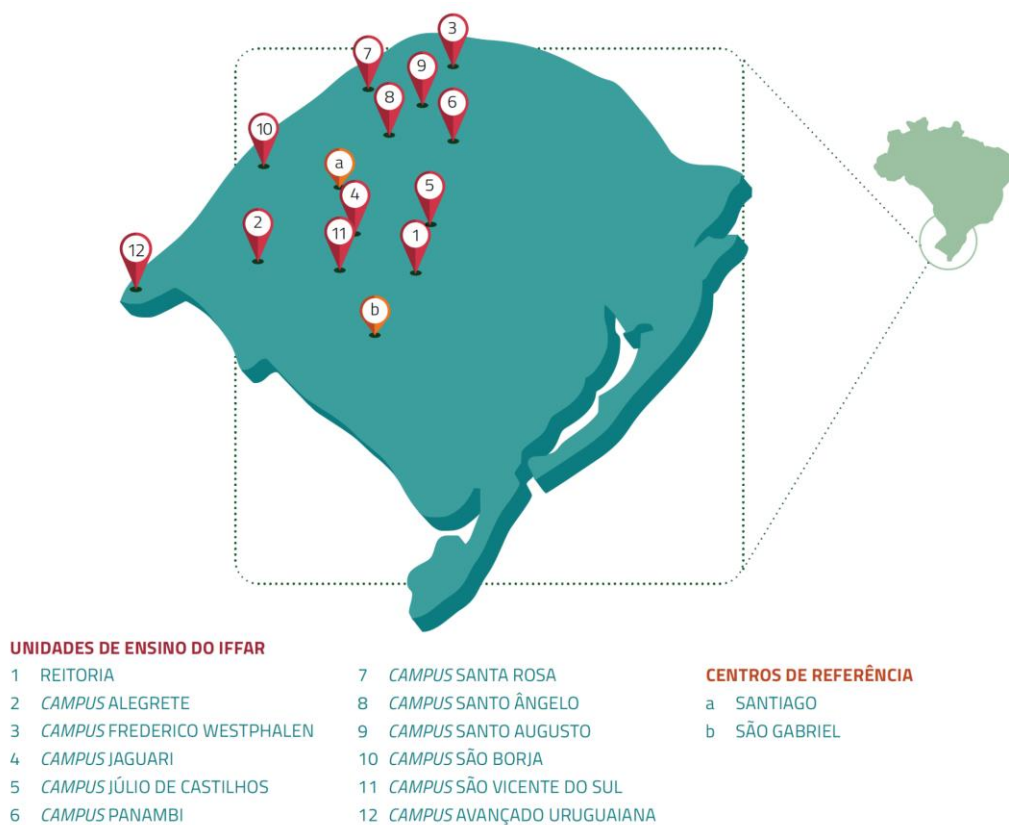 3
7
9
8
6
10
a
5
4
2
11
1
12
b
UNIDADES DE ENSINO DO IFFAR
1 REITORIA
2 CAMPUS ALEGRETE
3 CAMPUS FREDERICO WESTPHALEN
4 CAMPUS JAGUARI
5 CAMPUS JÚLIO DE CASTILHOS
6 CAMPUS PANAMBI
7 CAMPUS SANTA ROSA
8 CAMPUS SANTO ÂNGELO
9 CAMPUS SANTO AUGUSTO
10 CAMPUS SÃO BORJA
11 CAMPUS SÃO VICENTE DO SUL
12 CAMPUS AVANÇADO URUGUAIANA
CENTROS DE REFERÊNCIA
a SANTIAGO
b SÃO GABRIEL